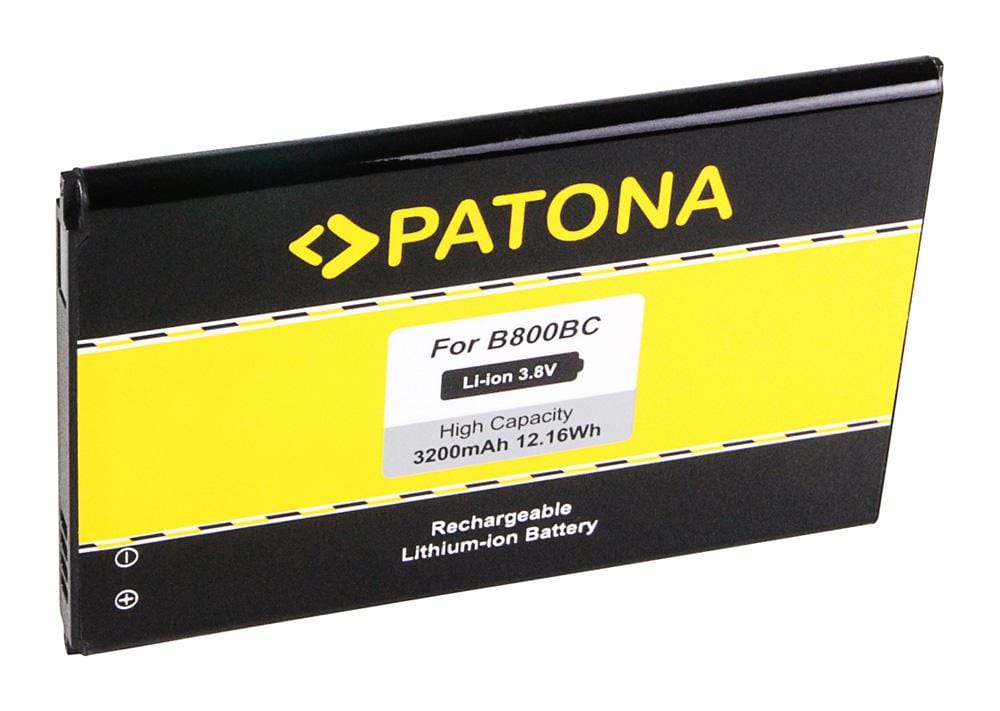 PATONA
For B800BC
Li-ion 3.8V
High Capacity
3200mAh 12.16Wh
Rechargeable
Lithium-ion Battery
-
+